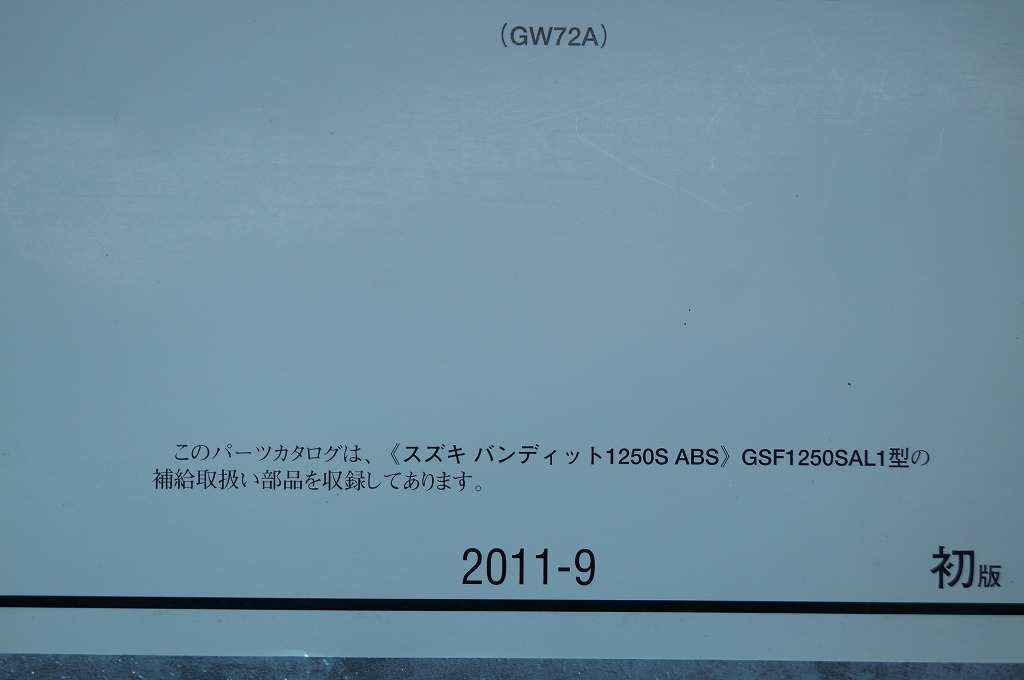 （GW72A）
このパーツカタログは、《スズキ バンディット1250S ABS》GSF1250SAL1型の
補給取扱い部品を収録してあります。
2011-9
初版